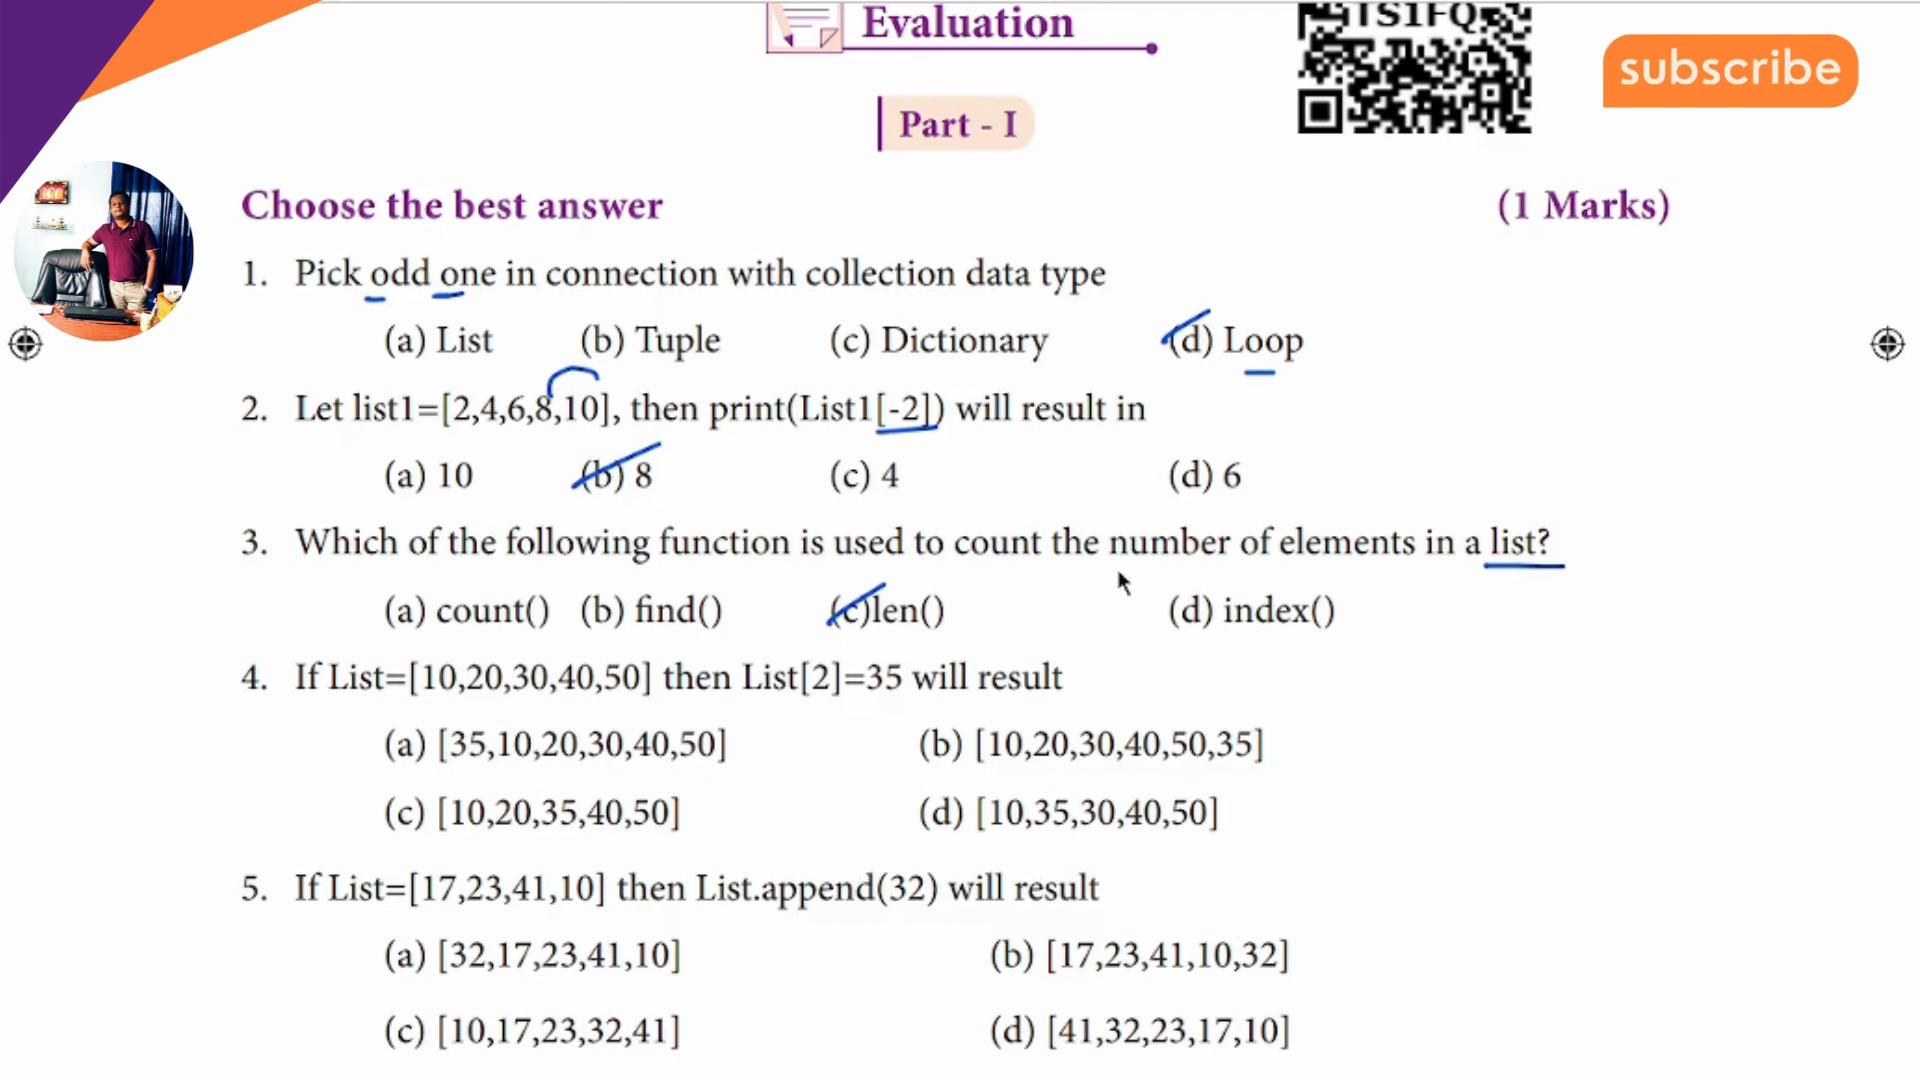 Evaluation
TS1FQ
subscribe
Part - I
Choose the best answer (1 Marks)
1. Pick odd one in connection with collection data type
(a) List (b) Tuple (c) Dictionary (d) Loop
2. Let list1=[2,4,6,8,10], then print(List1[-2]) will result in
(a) 10 (b) 8 (c) 4 (d) 6
3. Which of the following function is used to count the number of elements in a list?
(a) count() (b) find() (c)len() (d) index()
4. If List=[10,20,30,40,50] then List[2]=35 will result
(a) [35,10,20,30,40,50] (b) [10,20,30,40,50,35]
(c) [10,20,35,40,50] (d) [10,35,30,40,50]
5. If List=[17,23,41,10] then List.append(32) will result
(a) [32,17,23,41,10] (b) [17,23,41,10,32]
(c) [10,17,23,32,41] (d) [41,32,23,17,10]